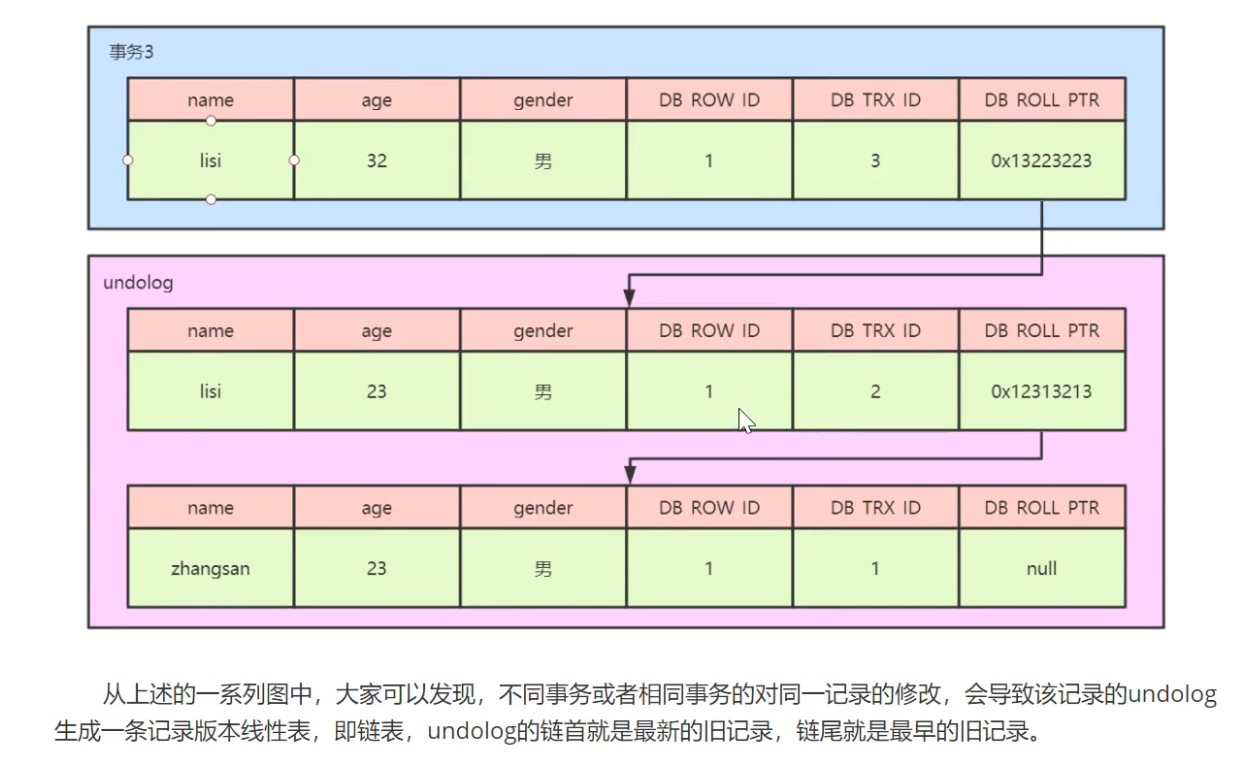 事务3
name age gender DB ROW ID DB TRX ID DB ROLL PTR
lisi 32 男 1 3 0x13223223
undolog
name age gender DB ROW ID DB TRX ID DB ROLL PTR
lisi 23 男 1 2 0x12313213
name age gender DB ROW ID DB TRX ID DB ROLL PTR
zhangsan 23 男 1 1 null
从上述的一系列图中，大家可以发现，不同事务或者相同事务的对同一记录的修改，会导致该记录的undolog
生成一条记录版本线性表，即链表，undolog的链首就是最新的旧记录，链尾就是最早的旧记录。